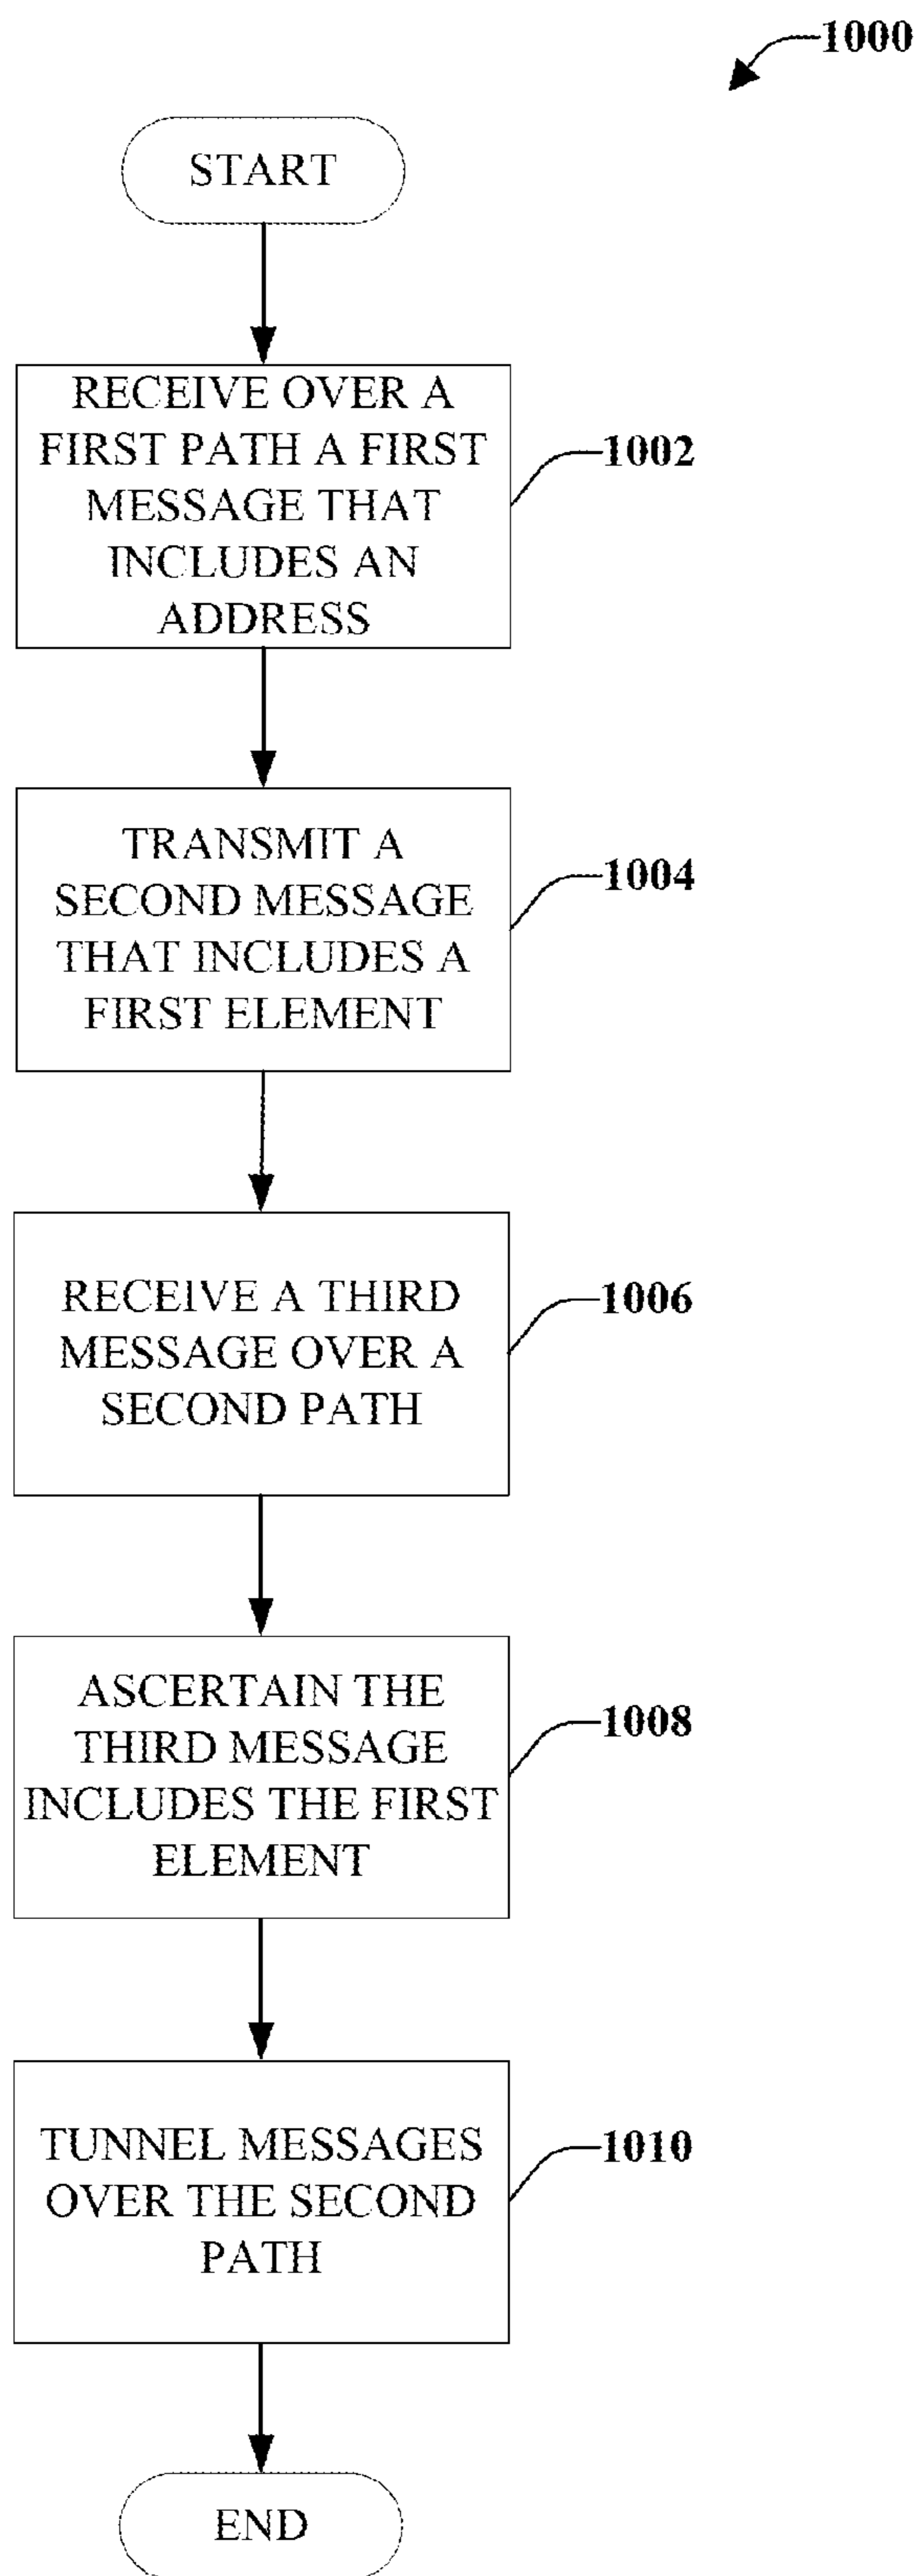 1000
START
RECEIVE OVER A
FIRST PATH A FIRST
MESSAGE THAT
INCLUDES AN
ADDRESS
1002
TRANSMIT A
SECOND MESSAGE
THAT INCLUDES A
FIRST ELEMENT
1004
RECEIVE A THIRD
MESSAGE OVER A
SECOND PATH
1006
ASCERTAIN THE
THIRD MESSAGE
INCLUDES THE FIRST
ELEMENT
1008
TUNNEL MESSAGES
OVER THE SECOND
PATH
1010
END